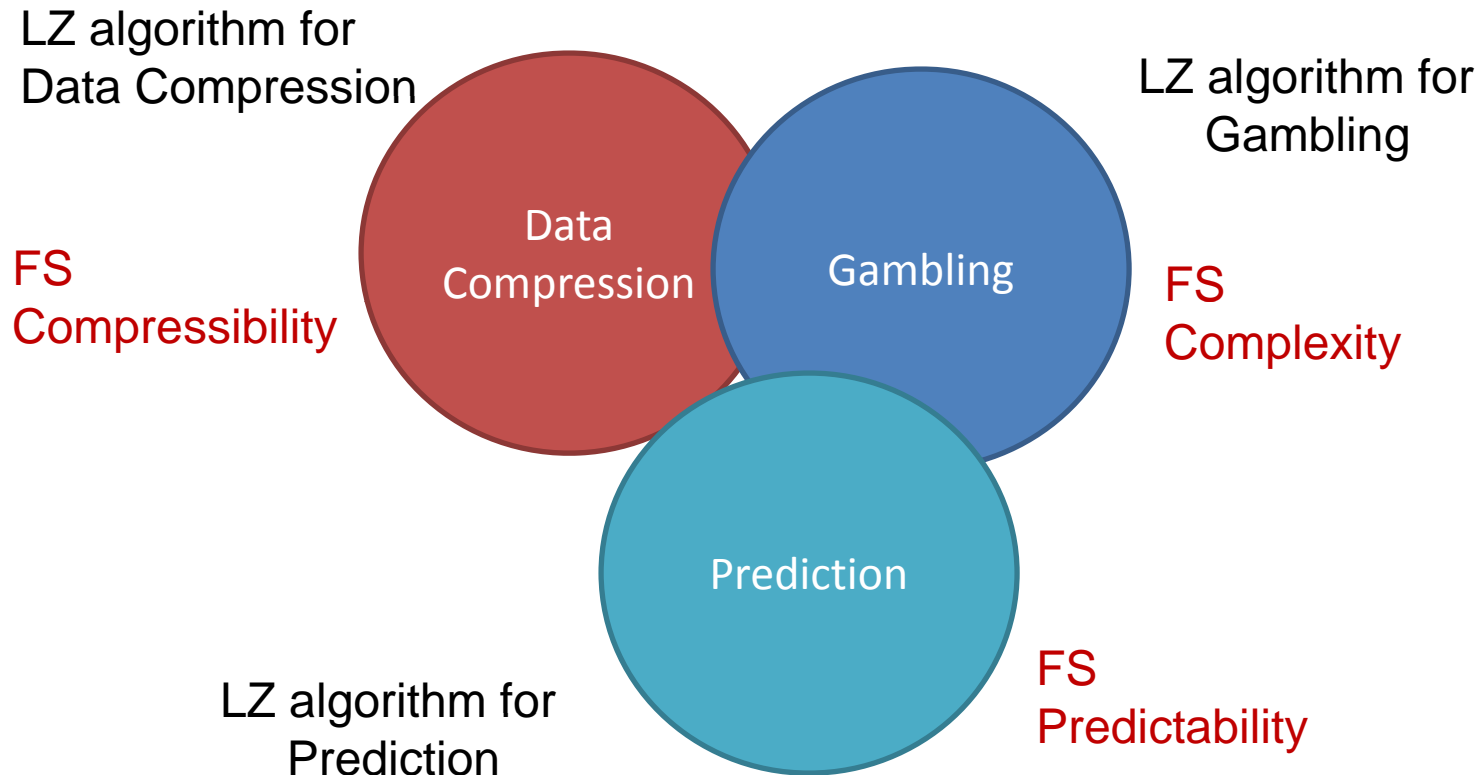 LZ algorithm for
Data Compression
LZ algorithm for
Gambling
Data
Compression
Gambling
FS
Compressibility
FS
Complexity
Prediction
LZ algorithm for
Prediction
FS
Predictability